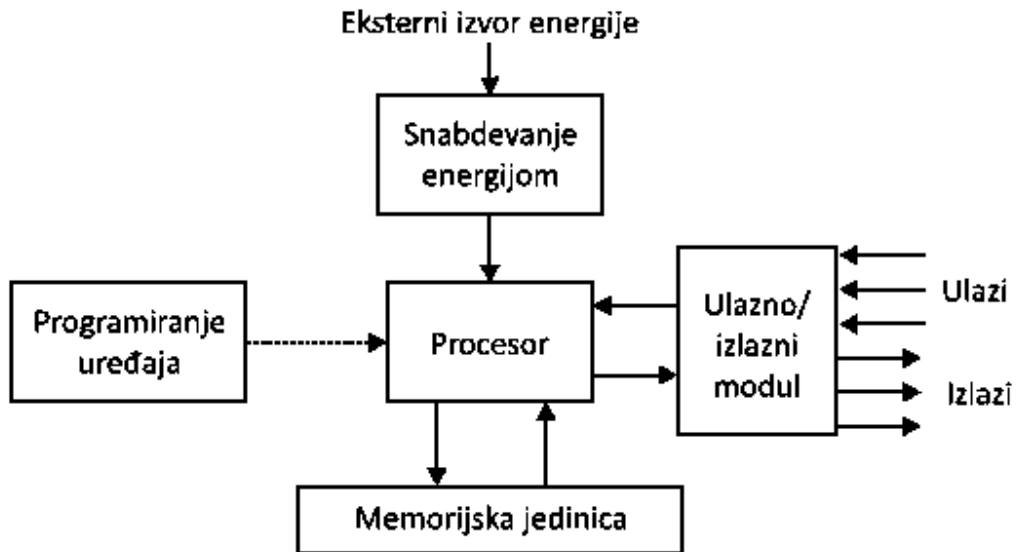 Eksterni izvor energije
Snabdevanje
energijom
Programiranje
uređaja
Procesor
Ulazno/
izlazni
modul
Ulazi
Izlazi
Memorijska jedinica